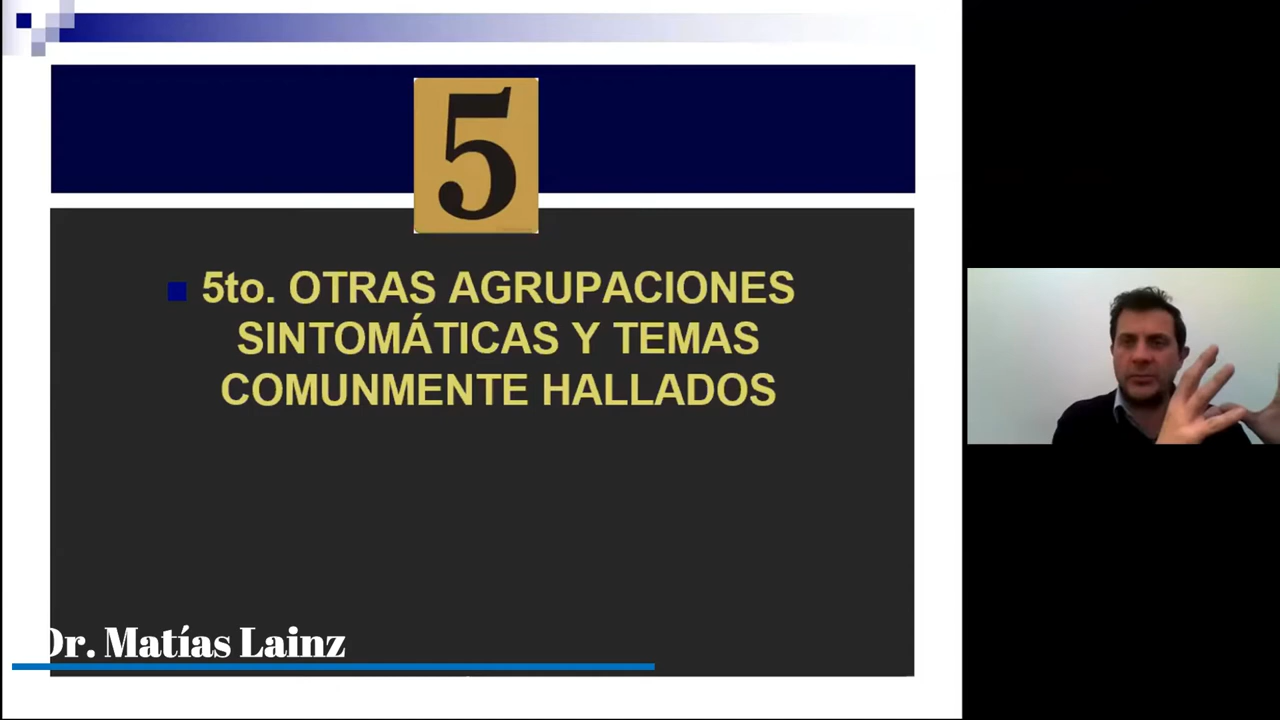 5
5to. OTRAS AGRUPACIONES
SINTOMÁTICAS Y TEMAS
COMUNMENTE HALLADOS
Dr. Matías Lainz